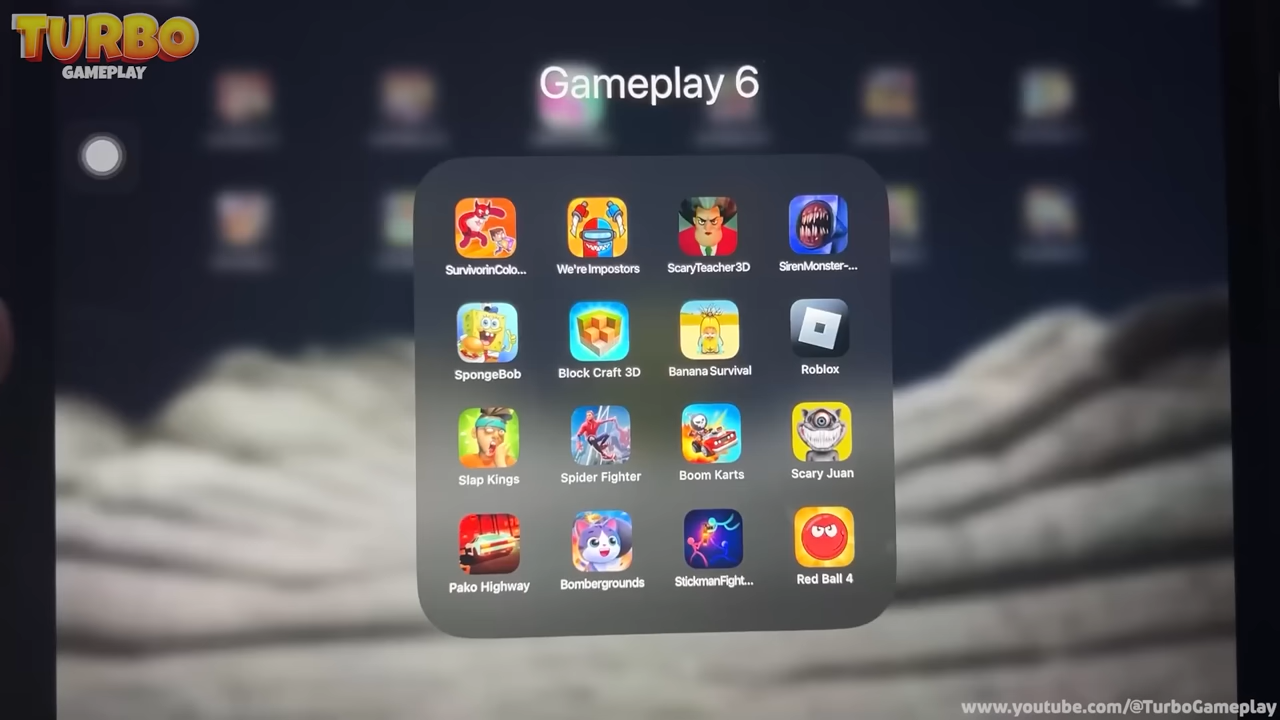 TURBO
GAMEPLAY
Gameplay 6
SurvivorinColo...
We're Impostors
ScaryTeacher3D
SirenMonster-...
SpongeBob
Block Craft 3D
Banana Survival
Roblox
Slap Kings
Spider Fighter
Boom Karts
Scary Juan
Pako Highway
Bombergrounds
StickmanFight...
Red Ball 4
www.youtube.com/@TurboGameplay